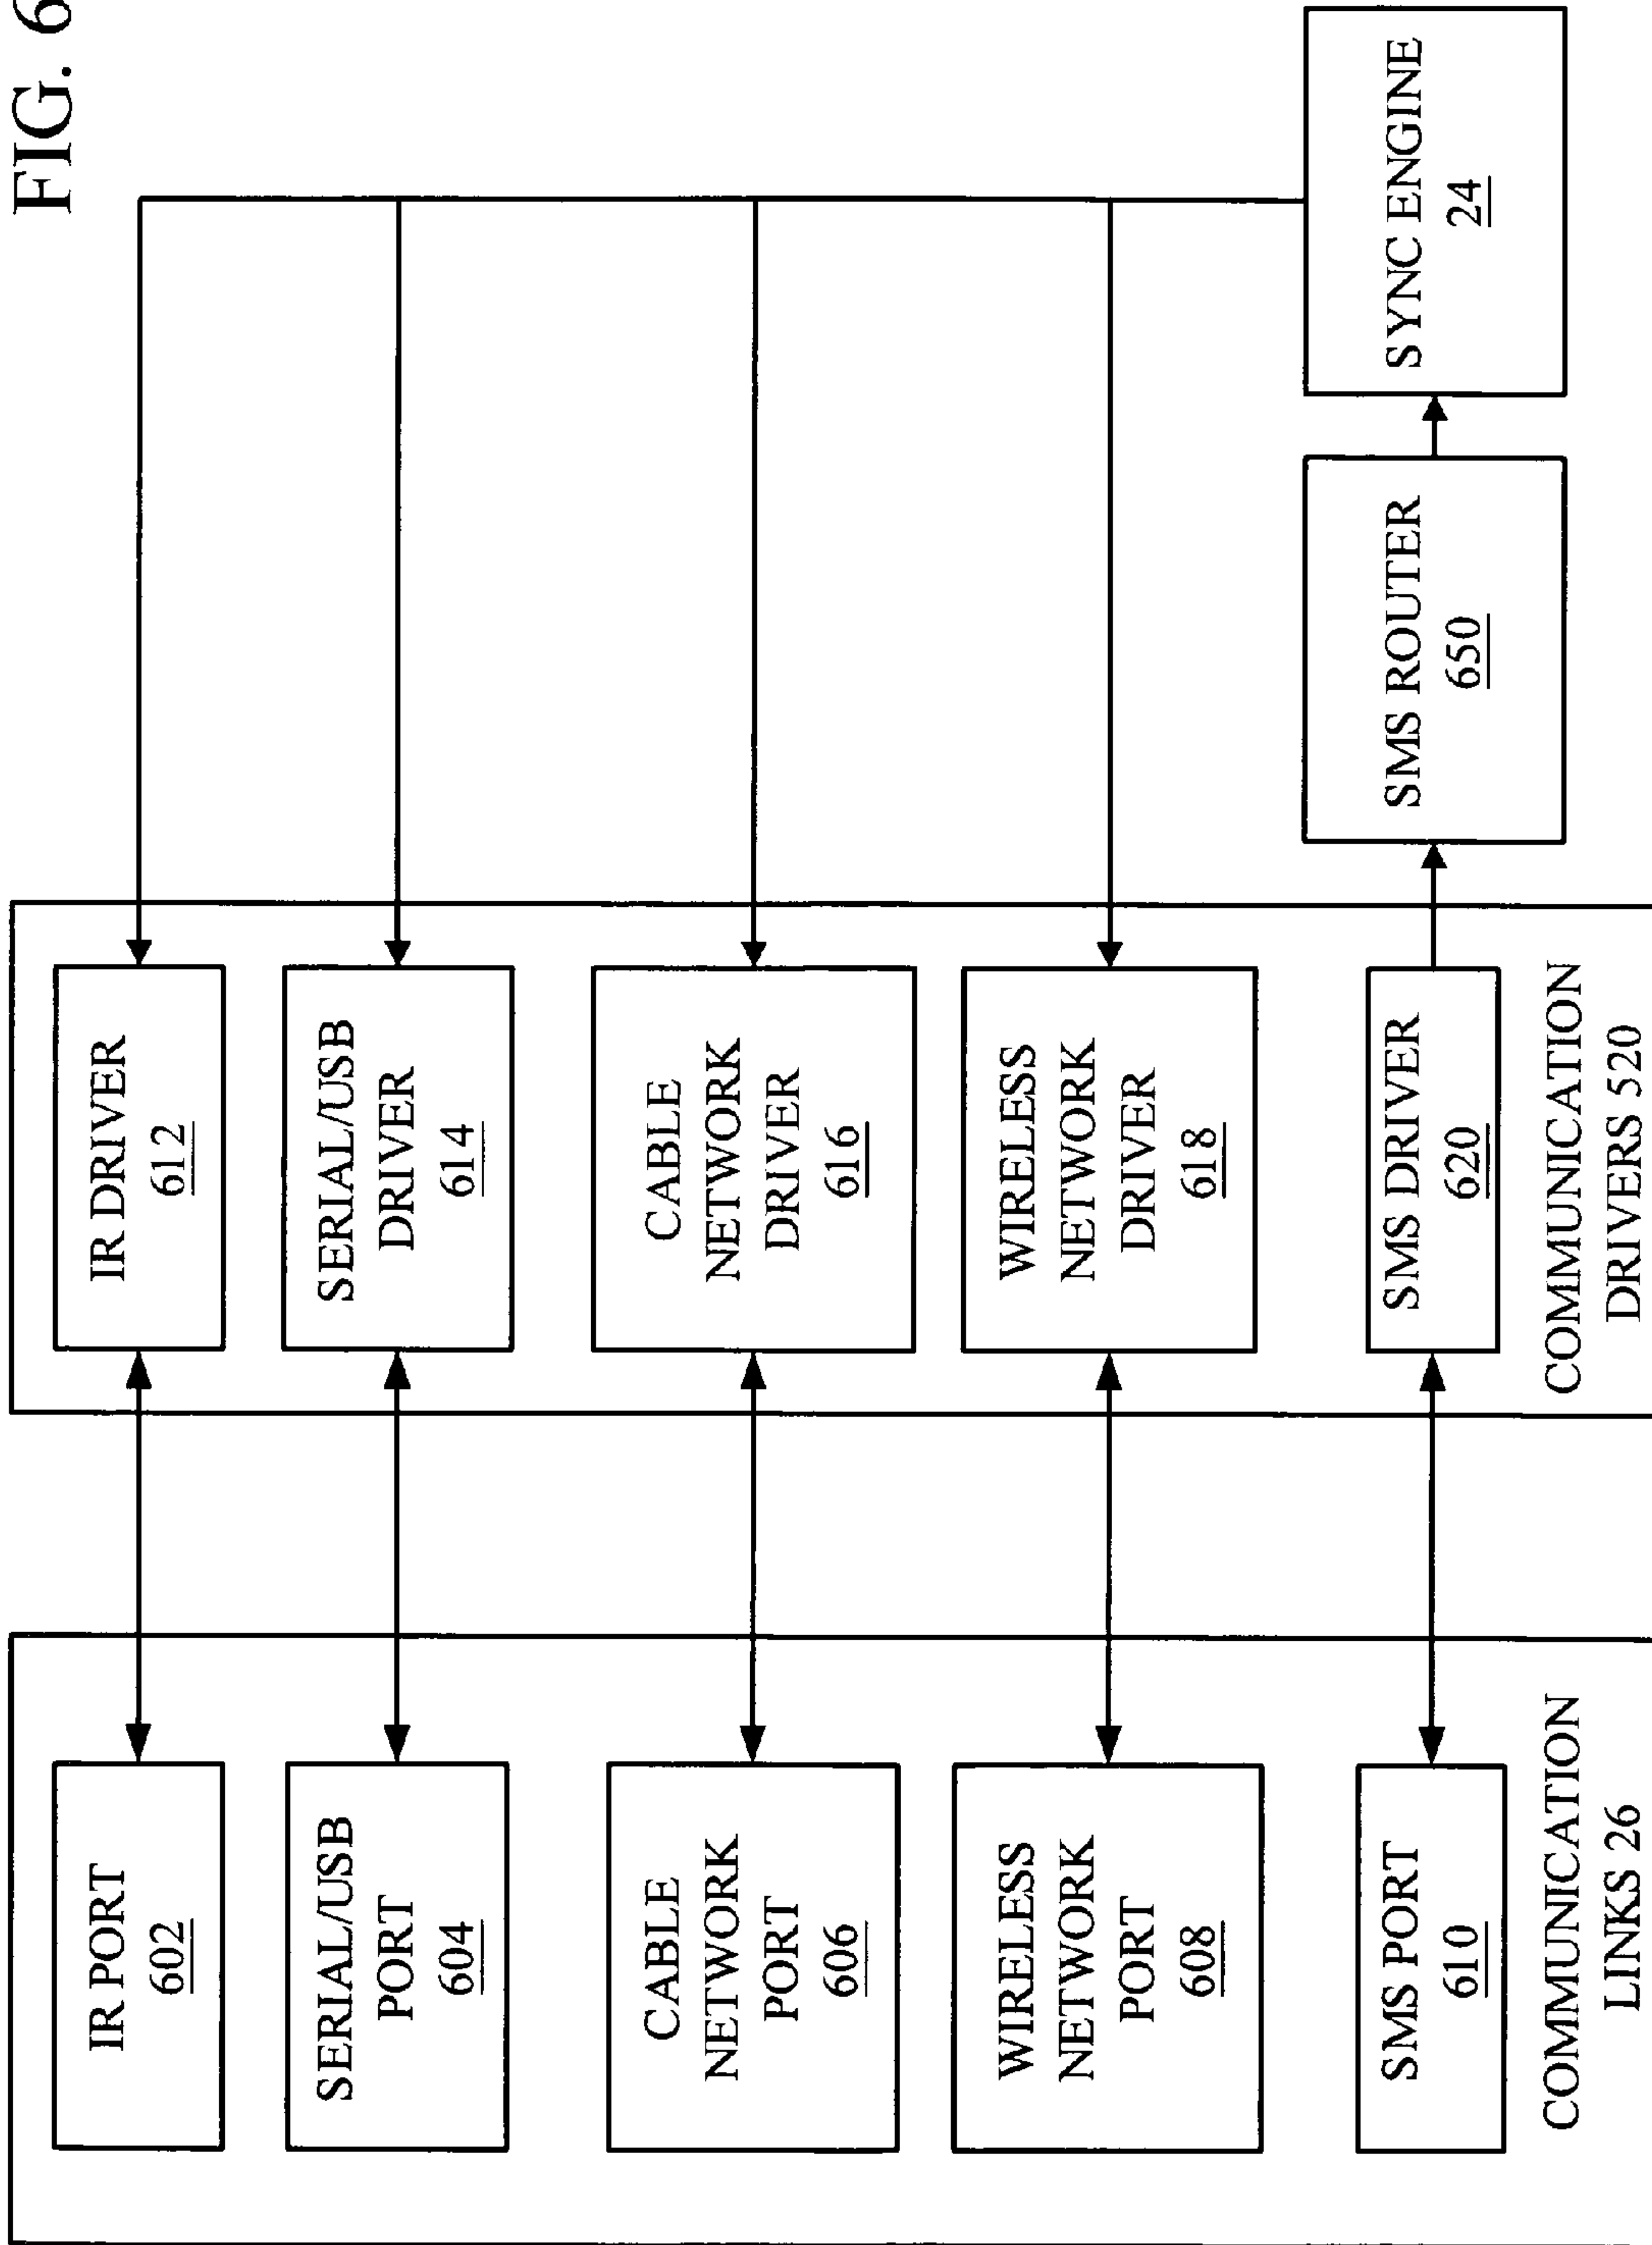 FIG. 6
IR PORT
602
SERIAL/USB
PORT
604
CABLE
NETWORK
PORT
606
WIRELESS
NETWORK
PORT
608
SMS PORT
610
COMMUNICATION
LINKS 26
IR DRIVER
612
SERIAL/USB
DRIVER
614
CABLE
NETWORK
DRIVER
616
WIRELESS
NETWORK
DRIVER
618
SMS DRIVER
620
COMMUNICATION
DRIVERS 520
SMS ROUTER
650
SYNC ENGINE
24